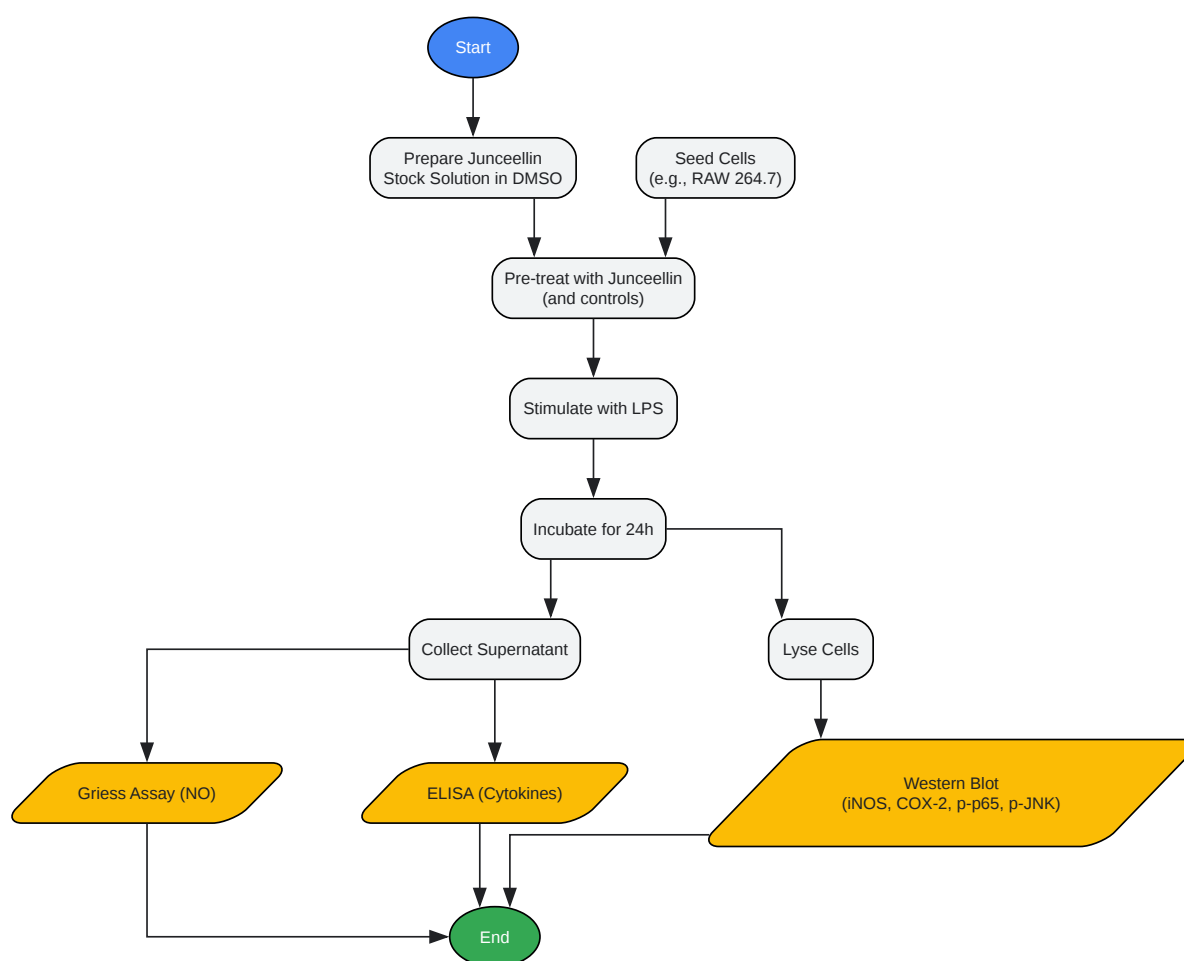 Start
Prepare Junceellin
Stock Solution in DMSO
Seed Cells
(e.g., RAW 264.7)
Pre-treat with Junceellin
(and controls)
Stimulate with LPS
Incubate for 24h
Collect Supernatant
Lyse Cells
Griess Assay (NO)
ELISA (Cytokines)
Western Blot
(iNOS, COX-2, p-p65, p-JNK)
End